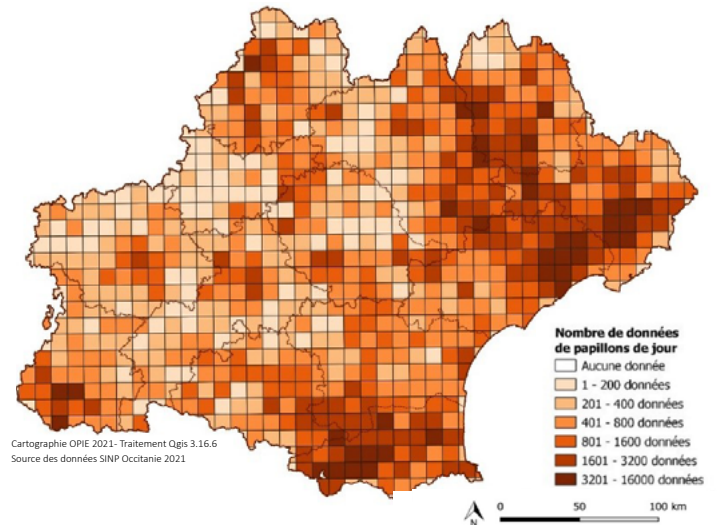 Nombre de données
de papillons de jour
Aucune donnée
1 - 200 données
201 - 400 données
401 - 800 données
801 - 1600 données
1601 - 3200 données
3201 - 16000 données
Cartographie OPIE 2021- Traitement Qgis 3.16.6
Source des données SINP Occitanie 2021
N
0 50 100 km